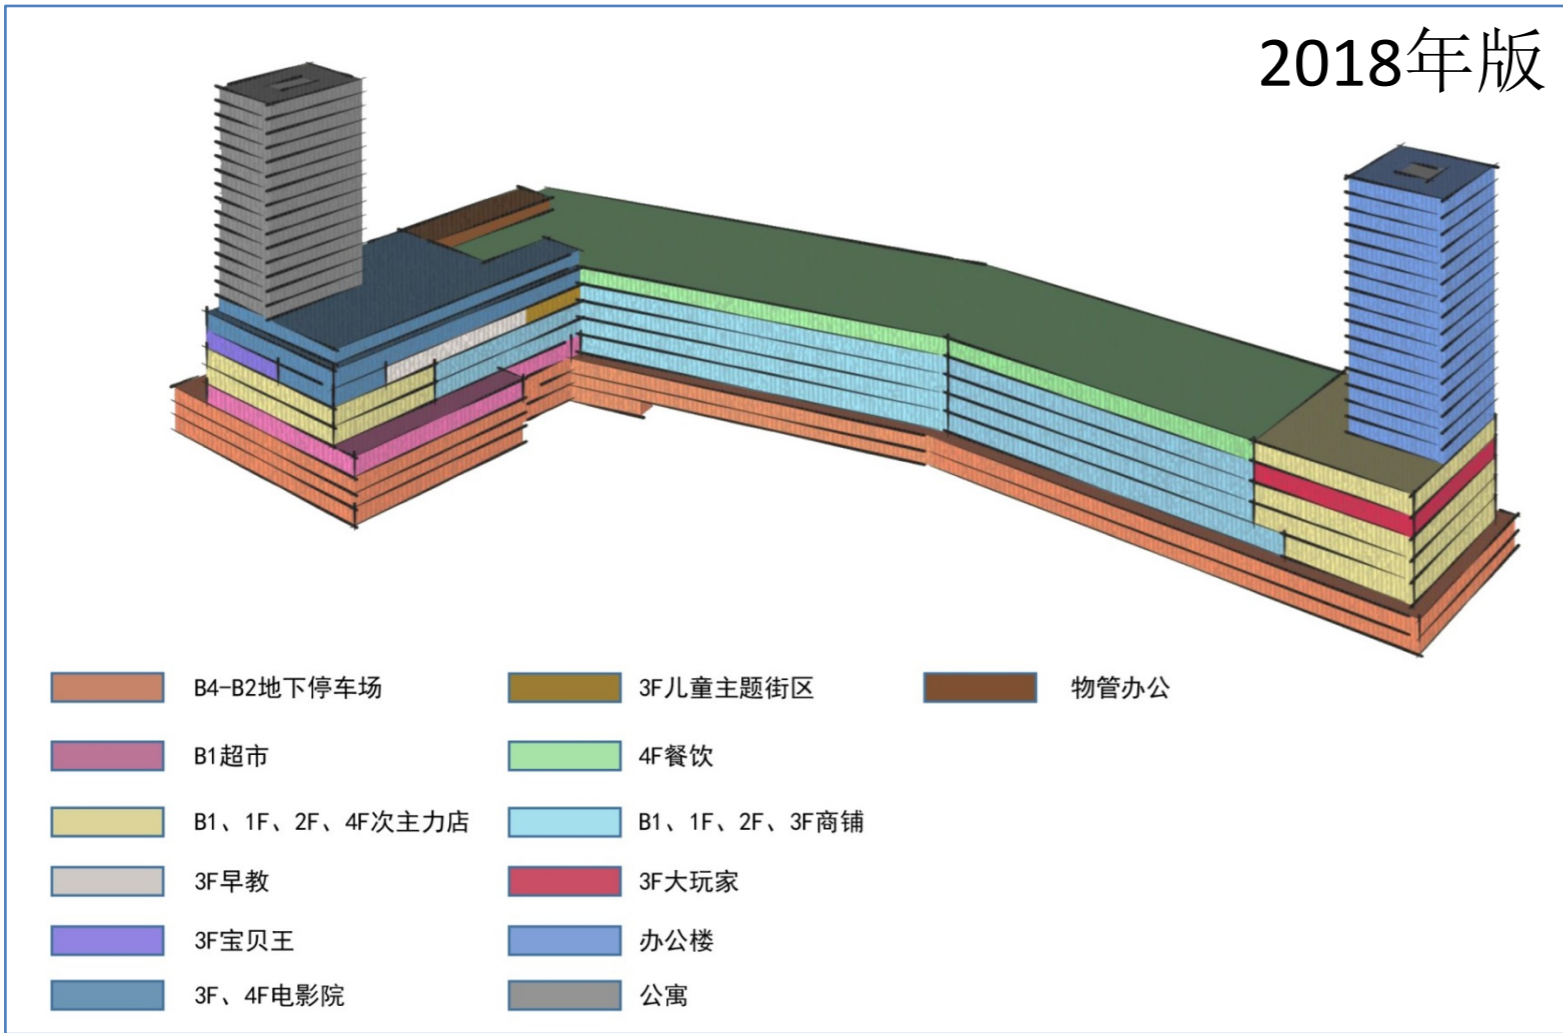 2018年版
B4-B2地下停车场
3F儿童主题街区
物管办公
B1超市
4F餐饮
B1、1F、2F、4F次主力店
B1、1F、2F、3F商铺
3F早教
3F大玩家
3F宝贝王
办公楼
3F、4F电影院
公寓